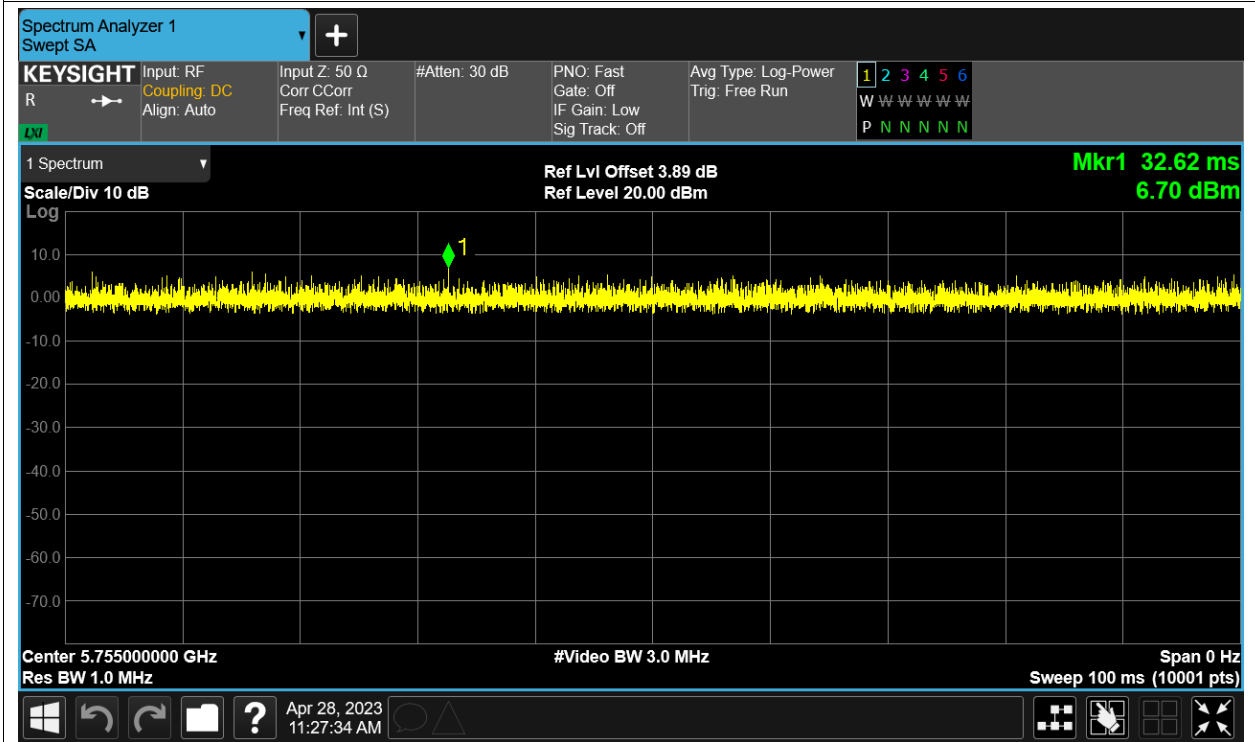 Spectrum Analyzer 1
Swept SA
+
KEYSIGHT Input: RF Input Z: 50 Ω #Atten: 30 dB PNO: Fast Avg Type: Log-Power 1 2 3 4 5 6
R Coupling: DC Corr CCorr Gate: Off Trig: Free Run W W W W W W
Align: Auto Freq Ref: Int (S) IF Gain: Low P N N N N N
LXI Sig Track: Off
1 Spectrum Ref Lvl Offset 3.89 dB Mkr1 32.62 ms
Scale/Div 10 dB Ref Level 20.00 dBm 6.70 dBm
Log
1
10.0
0.00
-10.0
-20.0
-30.0
-40.0
-50.0
-60.0
-70.0
Center 5.755000000 GHz #Video BW 3.0 MHz Span 0 Hz
Res BW 1.0 MHz Sweep 100 ms (10001 pts)
? Apr 28, 2023
11:27:34 AM